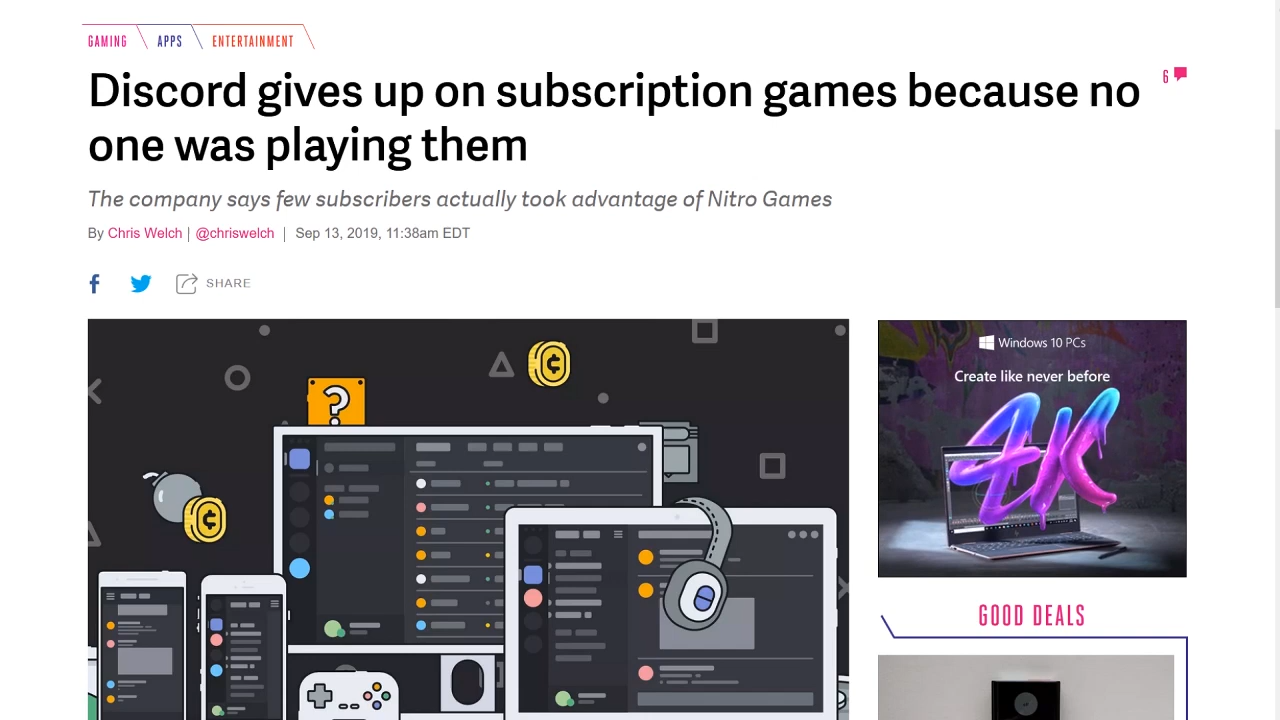 GAMING
APPS
ENTERTAINMENT
Discord gives up on subscription games because no
one was playing them
6
The company says few subscribers actually took advantage of Nitro Games
By Chris Welch | @chriswelch | Sep 13, 2019, 11:38am EDT
SHARE
Windows 10 PCs
Create like never before
4K
GOOD DEALS